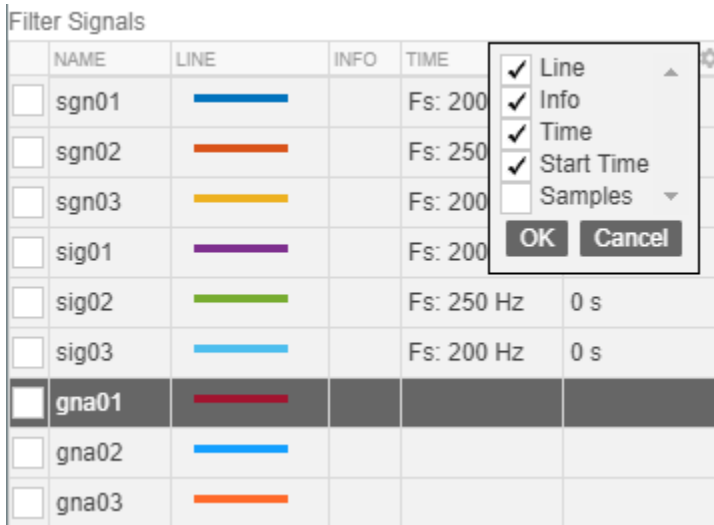 Filter Signals
NAME LINE INFO TIME
Line
Info
Time
Start Time
Samples
OK Cancel
sgn01 Fs: 200
sgn02 Fs: 250
sgn03 Fs: 200
sig01 Fs: 200
sig02 Fs: 250 Hz 0 s
sig03 Fs: 200 Hz 0 s
gna01
gna02
gna03